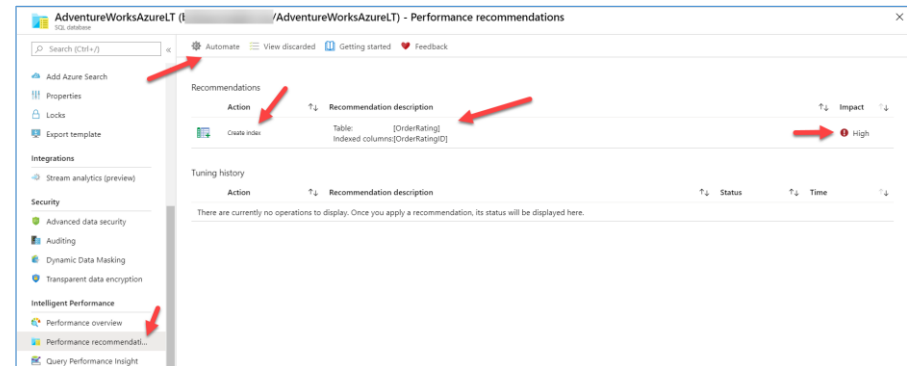 AdventureWorksAzureLT ( /AdventureWorksAzureLT) - Performance recommendations
SQL database
Search (Ctrl+/)
Add Azure Search
Properties
Locks
Export template
Integrations
Stream analytics (preview)
Security
Advanced data security
Auditing
Dynamic Data Masking
Transparent data encryption
Intelligent Performance
Performance overview
Performance recommendati...
Query Performance Insight
Automate View discarded Getting started Feedback
Recommendations
Action Recommendation description Impact
Create index Table: [OrderRating] High
Indexed columns:[OrderRatingID]
Tuning history
Action Recommendation description Status Time
There are currently no operations to display. Once you apply a recommendation, its status will be displayed here.